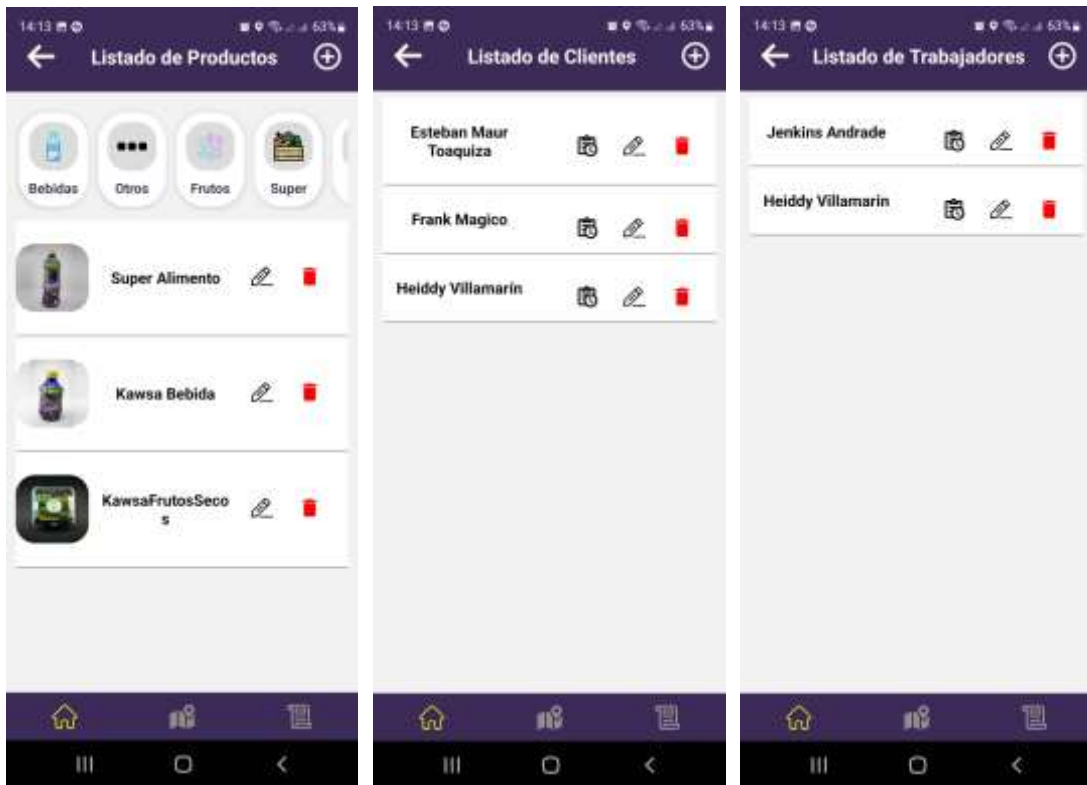 14:13
63%
Listado de Productos
Bebidas
Otros
Frutos
Super
Super Alimento
Kawsa Bebida
KawsaFrutosSeco
s
14:13
63%
Listado de Clientes
Esteban Maur
Toaquiza
Frank Magico
Heiddy Villamarín
14:13
63%
Listado de Trabajadores
Jenkins Andrade
Heiddy Villamarin